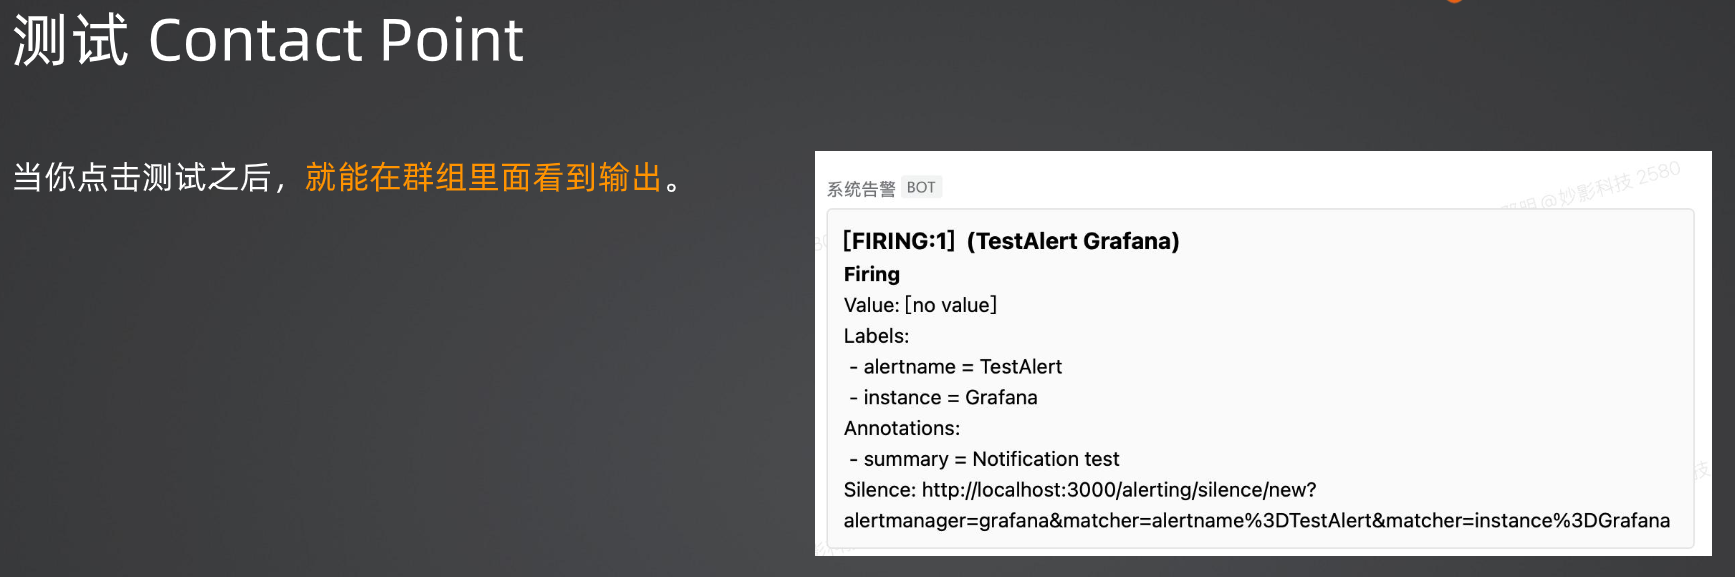 测试 Contact Point
当你点击测试之后，就能在群组里面看到输出。
系统告警 BOT
@妙影科技 2580
[FIRING:1] (TestAlert Grafana)
Firing
Value: [no value]
Labels:
- alertname = TestAlert
- instance = Grafana
Annotations:
- summary = Notification test
Silence: http://localhost:3000/alerting/silence/new?
alertmanager=grafana&matcher=alertname%3DTestAlert&matcher=instance%3DGrafana